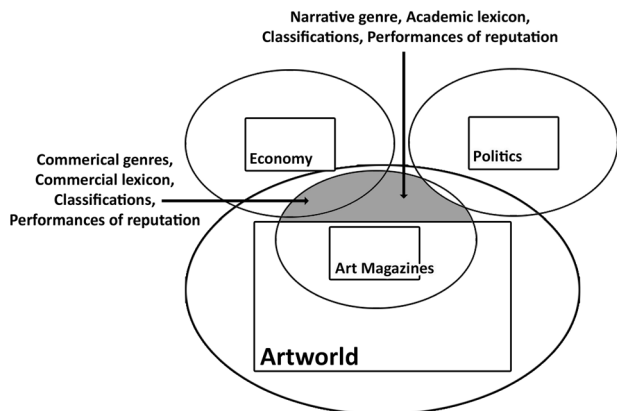 Narrative genre, Academic lexicon,
Classifications, Performances of reputation
Economy
Politics
Commerical genres,
Commercial lexicon,
Classifications,
Performances of reputation
Art Magazines
Artworld